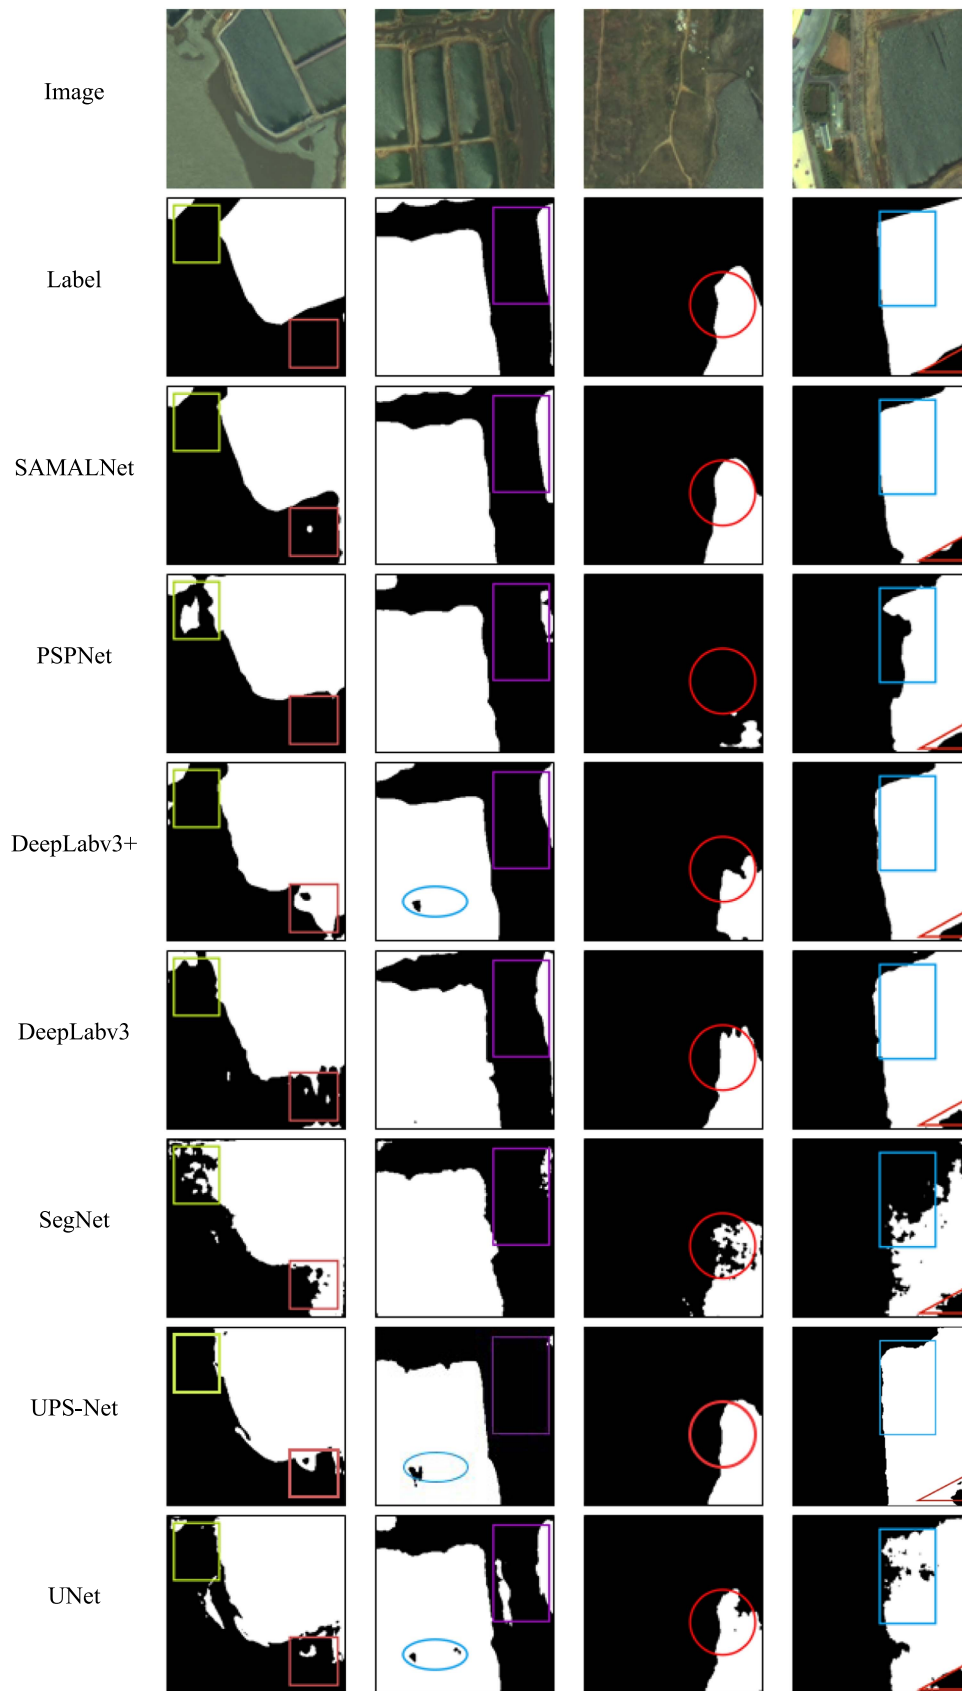 Image
Label
SAMALNet
PSPNet
DeepLabv3+
DeepLabv3
SegNet
UPS-Net
UNet